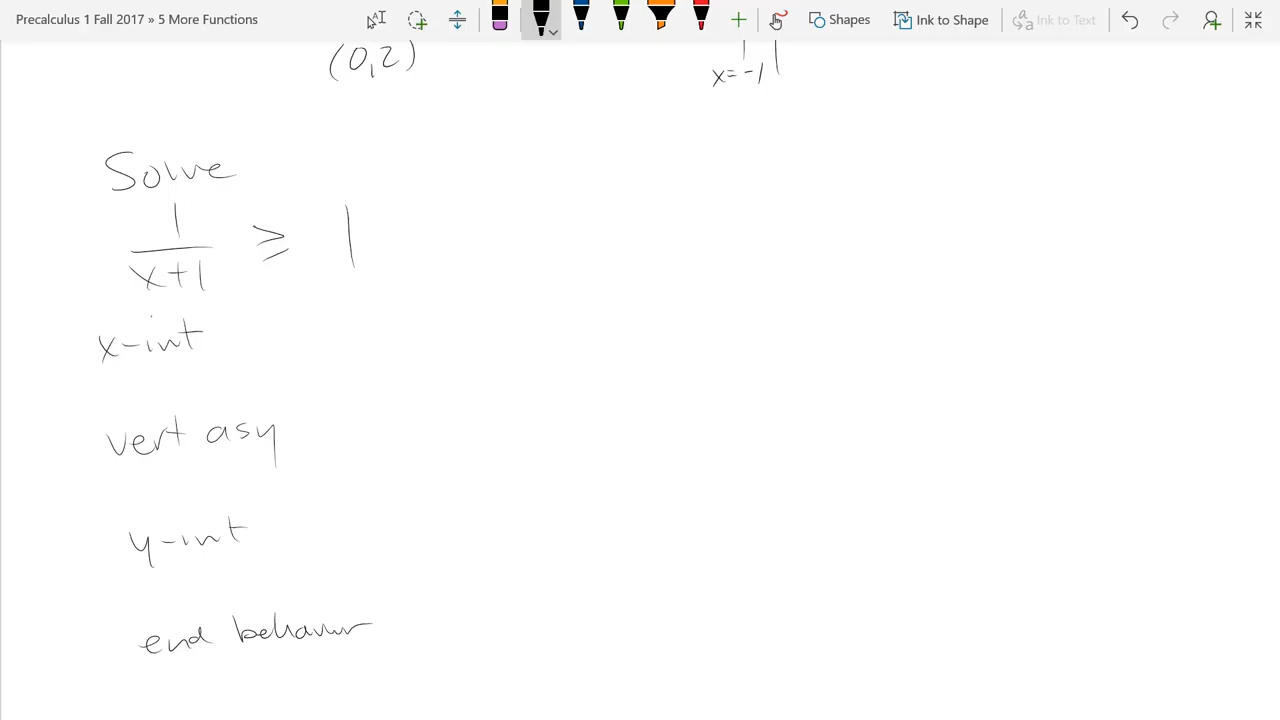 Precalculus 1 Fall 2017 » 5 More Functions
Shapes
Ink to Shape
Ink to Text
(0,2)
x=-1
Solve
1/(x+1) ≥ 1
x-int
vert asy
y-int
end behavior